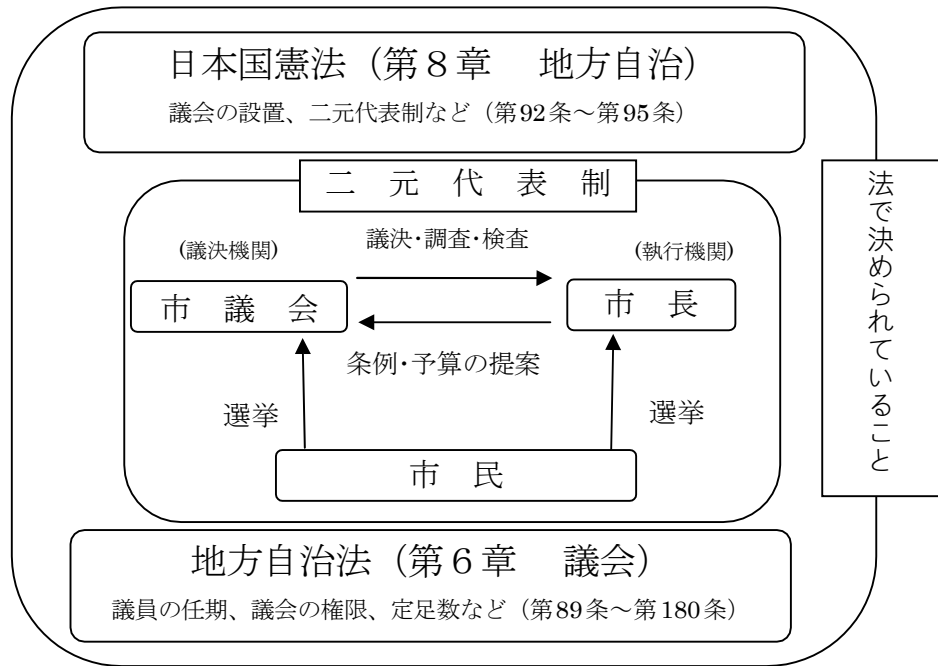 日本国憲法（第８章　地方自治）
議会の設置、二元代表制など（第92条～第95条）
二　元　代　表　制
(議決機関)
議決･調査･検査
(執行機関)
市　議　会
市　長
条例･予算の提案
選挙
選挙
市　民
地方自治法（第６章　議会）
議員の任期、議会の権限、定足数など（第89条～第180条）
法で決められていること